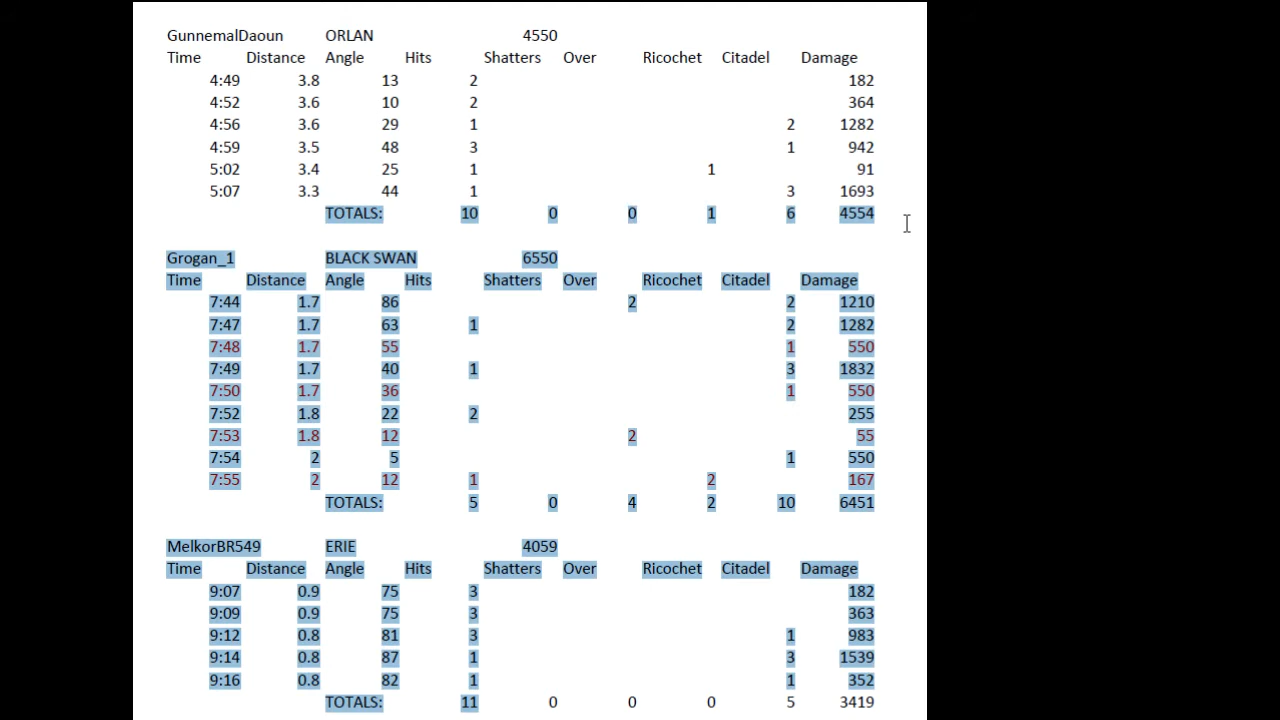 GunnemalDaoun ORLAN 4550
Time Distance Angle Hits Shatters Over Ricochet Citadel Damage
4:49 3.8 13 2 182
4:52 3.6 10 2 364
4:56 3.6 29 1 2 1282
4:59 3.5 48 3 1 942
5:02 3.4 25 1 1 91
5:07 3.3 44 1 3 1693
TOTALS: 10 0 0 1 6 4554
Grogan_1 BLACK SWAN 6550
Time Distance Angle Hits Shatters Over Ricochet Citadel Damage
7:44 1.7 86 2 2 1210
7:47 1.7 63 1 2 1282
7:48 1.7 55 1 550
7:49 1.7 40 1 3 1832
7:50 1.7 36 1 550
7:52 1.8 22 2 255
7:53 1.8 12 2 55
7:54 2 5 1 550
7:55 2 12 1 2 167
TOTALS: 5 0 4 2 10 6451
MelkorBR549 ERIE 4059
Time Distance Angle Hits Shatters Over Ricochet Citadel Damage
9:07 0.9 75 3 182
9:09 0.9 75 3 363
9:12 0.8 81 3 1 983
9:14 0.8 87 1 3 1539
9:16 0.8 82 1 1 352
TOTALS: 11 0 0 0 5 3419